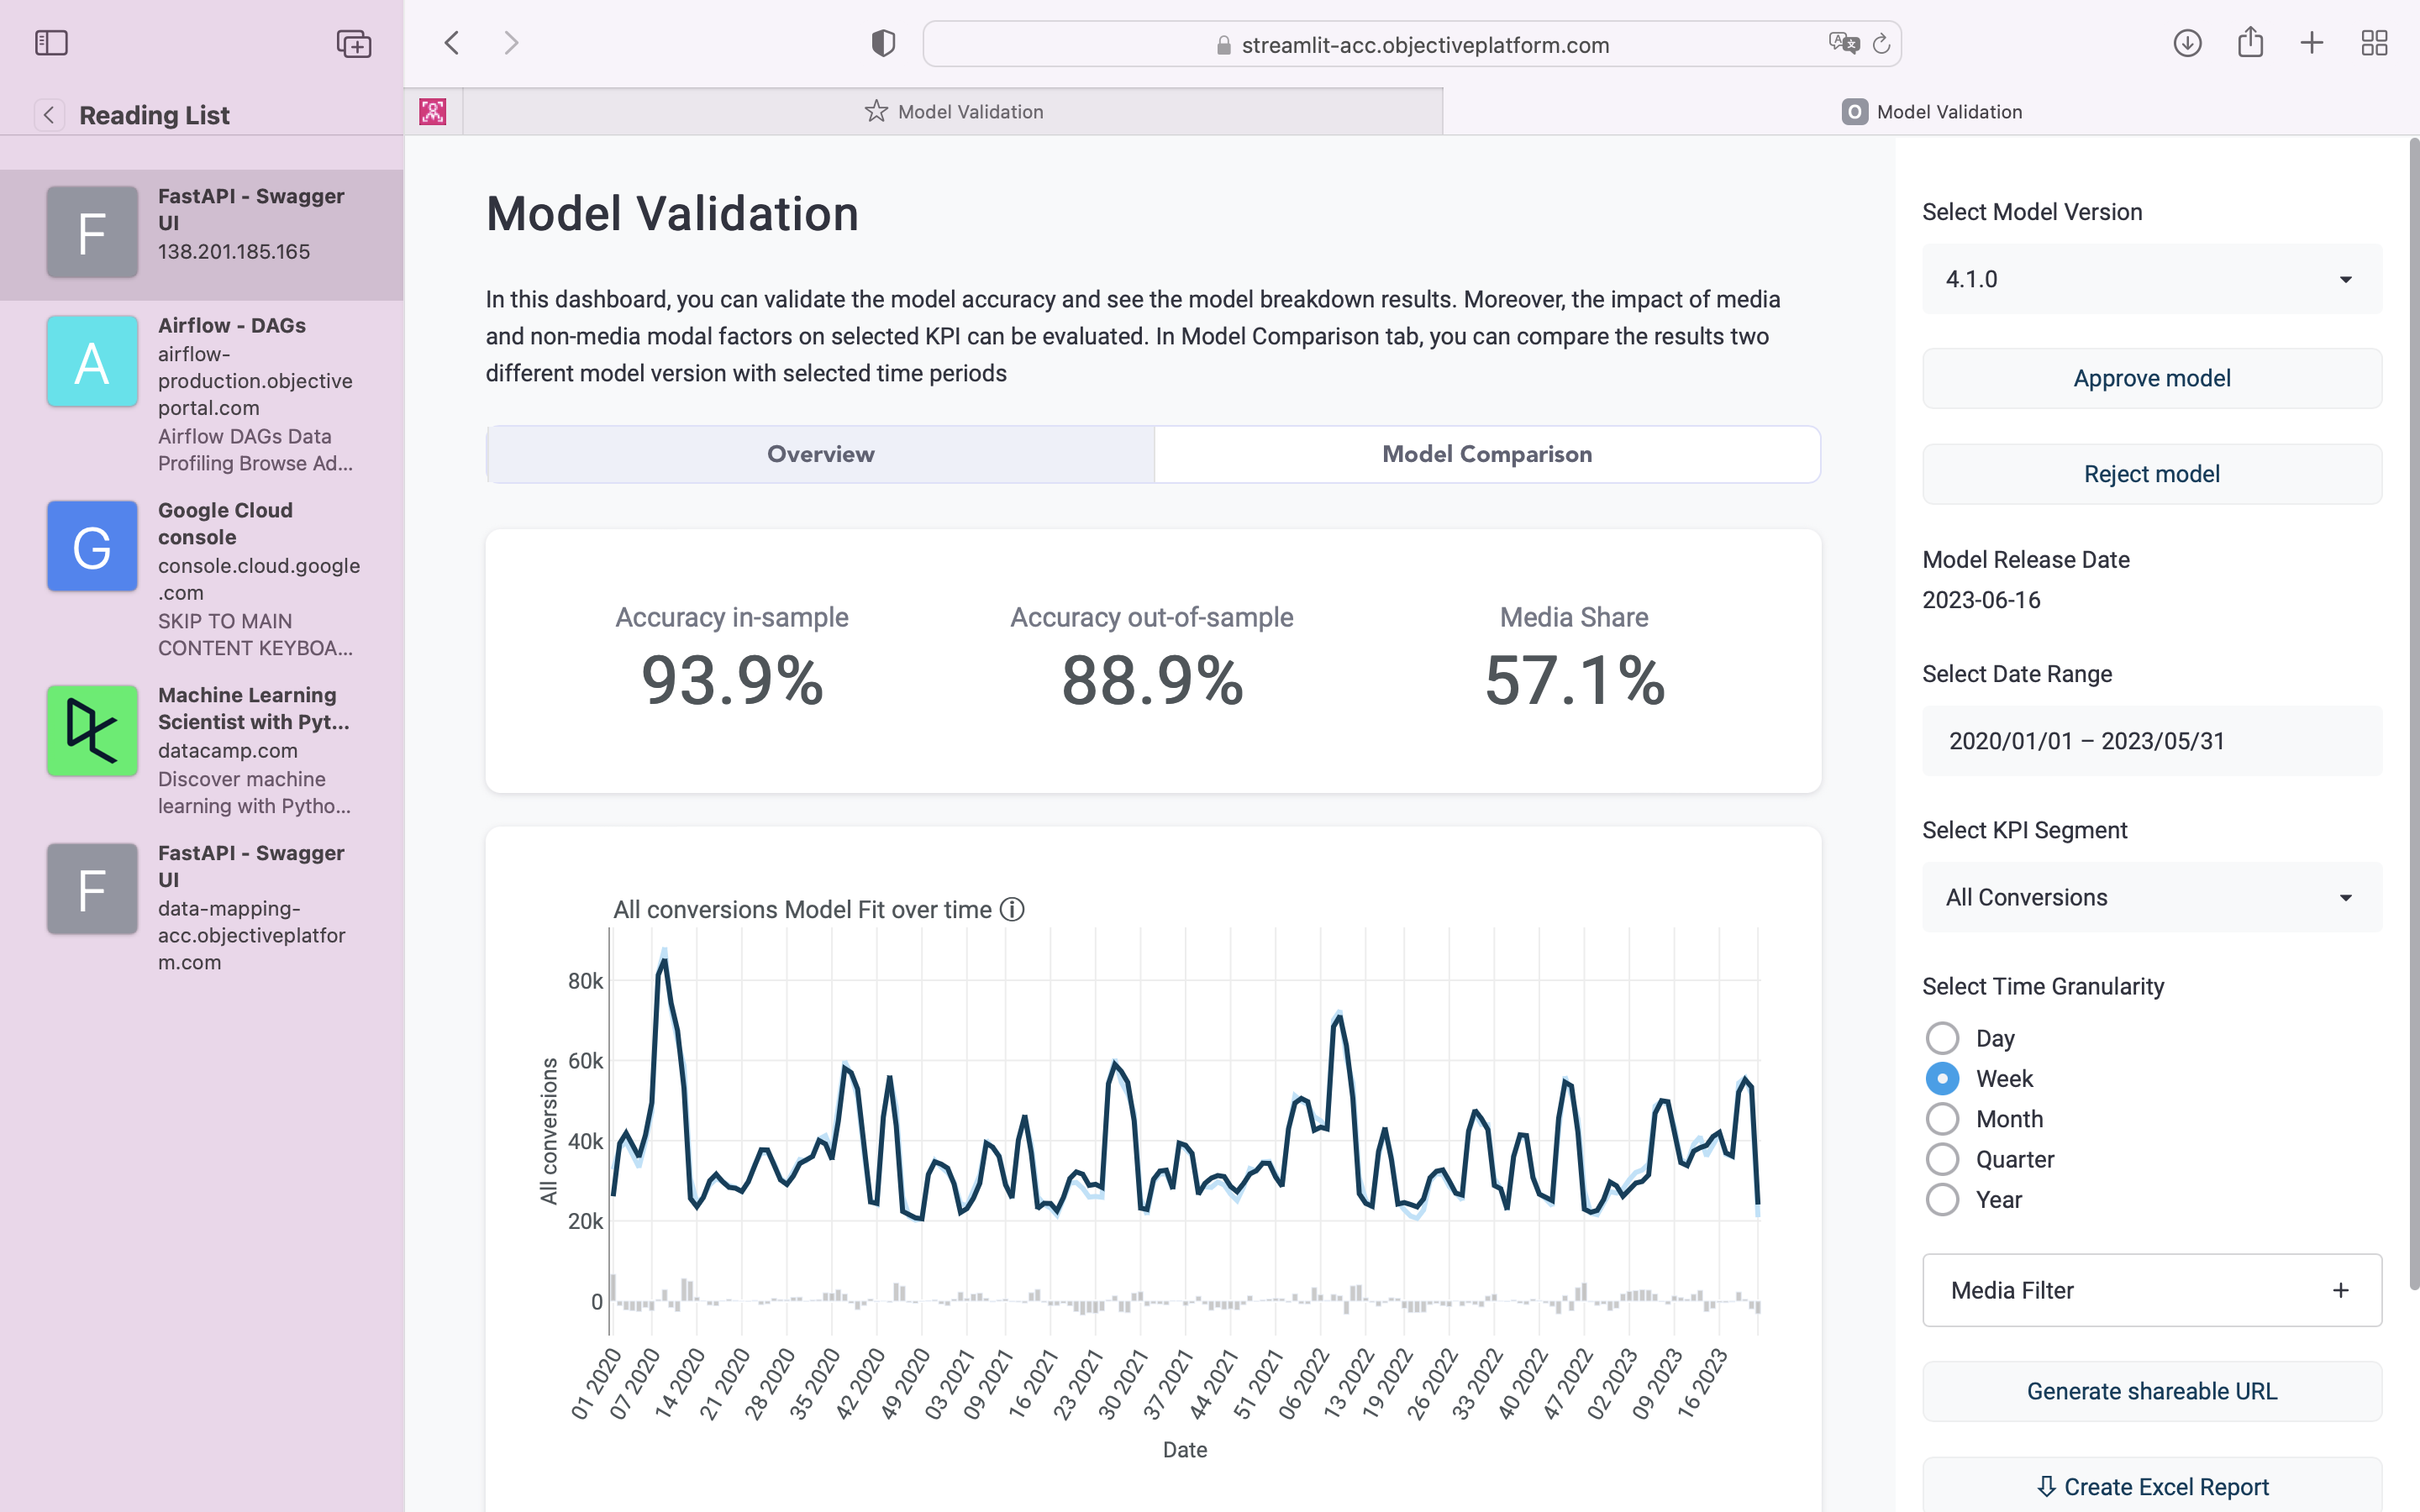 streamlit-acc.objectiveplatform.com
Reading List
Model Validation
O Model Validation
F
FastAPI - Swagger
UI
138.201.185.165
A
Airflow - DAGs
airflow-
production.objective
portal.com
Airflow DAGs Data
Profiling Browse Ad...
G
Google Cloud
console
console.cloud.google
.com
SKIP TO MAIN
CONTENT KEYBOA...
Machine Learning
Scientist with Pyt...
datacamp.com
Discover machine
learning with Pytho...
F
FastAPI - Swagger
UI
data-mapping-
acc.objectiveplatfor
m.com
Model Validation
In this dashboard, you can validate the model accuracy and see the model breakdown results. Moreover, the impact of media
and non-media modal factors on selected KPI can be evaluated. In Model Comparison tab, you can compare the results two
different model version with selected time periods
Overview
Model Comparison
Accuracy in-sample
93.9%
Accuracy out-of-sample
88.9%
Media Share
57.1%
All conversions Model Fit over time
All conversions
80k
60k
40k
20k
0
01 2020
07 2020
14 2020
21 2020
28 2020
35 2020
42 2020
49 2020
03 2021
09 2021
16 2021
23 2021
30 2021
37 2021
44 2021
51 2021
06 2022
13 2022
19 2022
26 2022
33 2022
40 2022
47 2022
02 2023
09 2023
16 2023
Date
Select Model Version
4.1.0
Approve model
Reject model
Model Release Date
2023-06-16
Select Date Range
2020/01/01 – 2023/05/31
Select KPI Segment
All Conversions
Select Time Granularity
Day
Week
Month
Quarter
Year
Media Filter +
Generate shareable URL
Create Excel Report